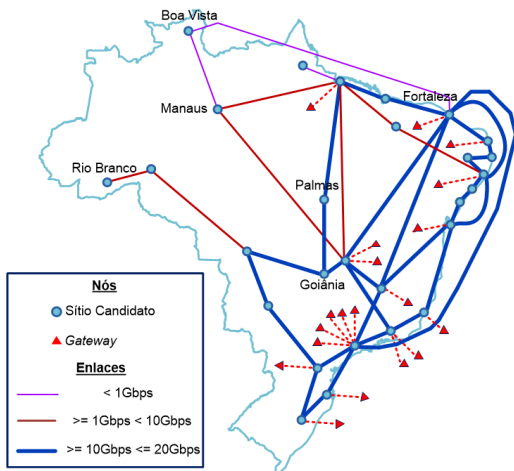 Boa Vista
Fortaleza
Manaus
Rio Branco
Palmas
Goiânia
Nós
Sítio Candidato
Gateway
Enlaces
< 1Gbps
>= 1Gbps < 10Gbps
>= 10Gbps <= 20Gbps